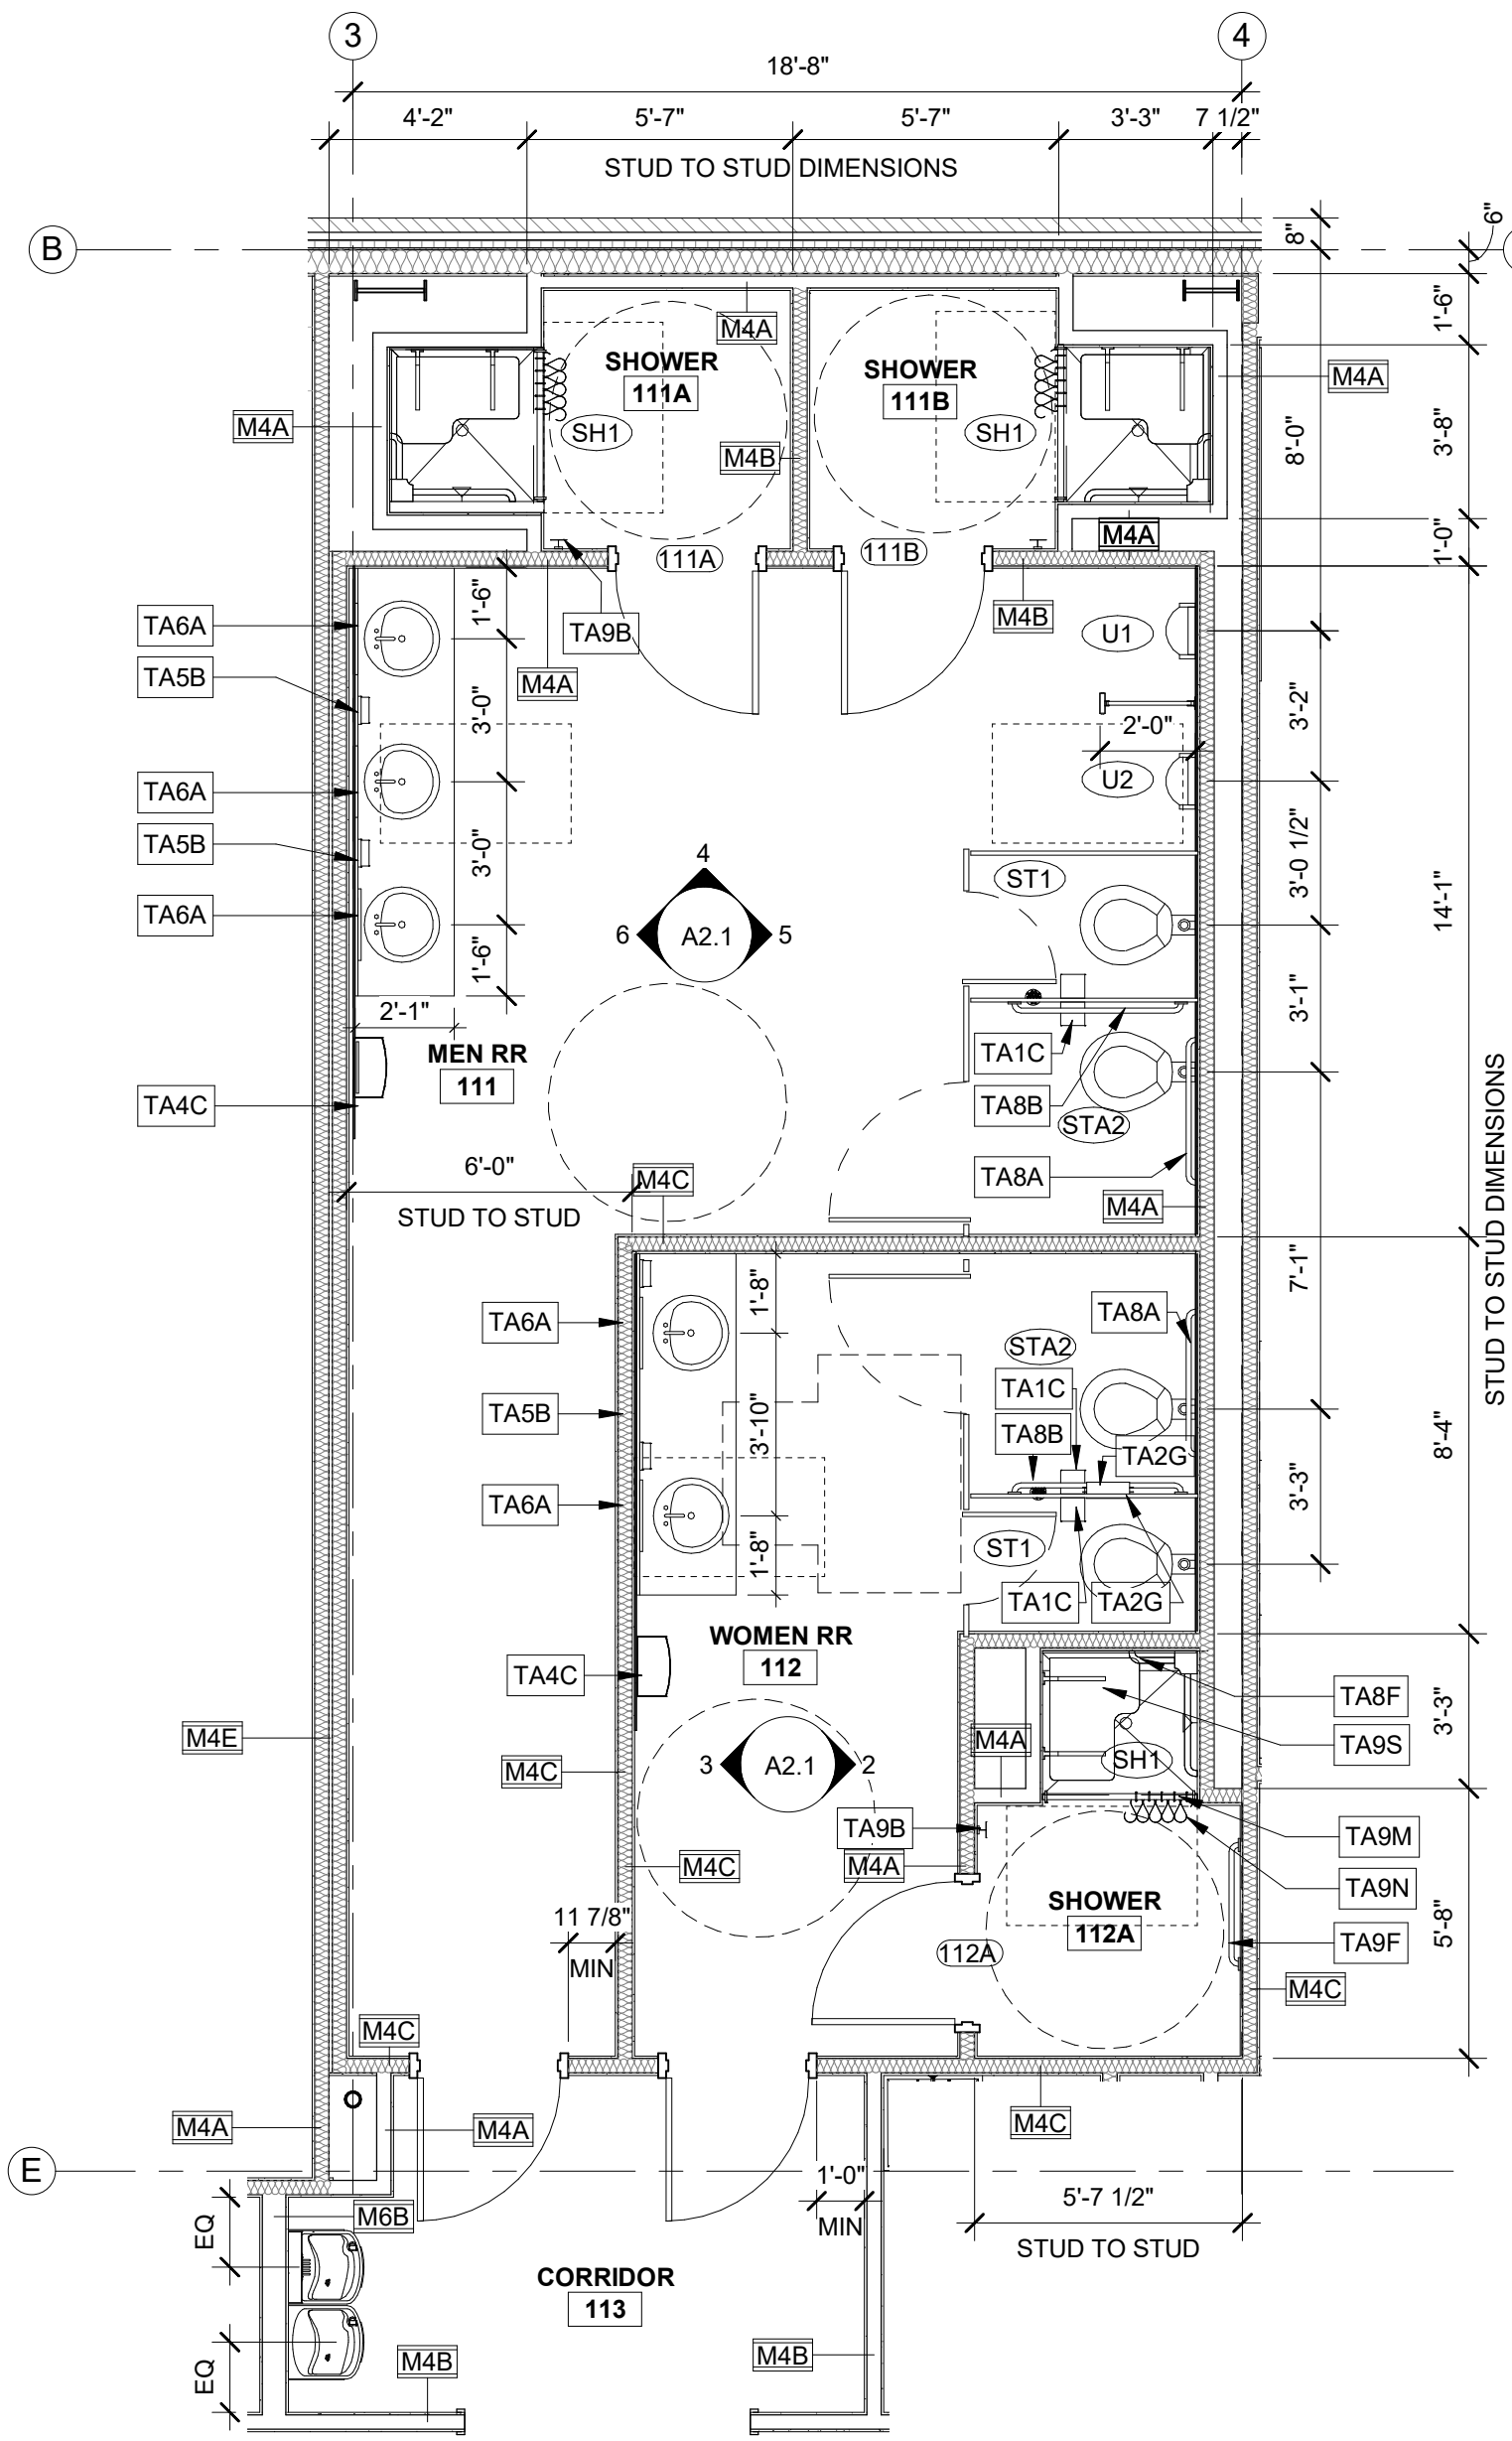 3
4
18'-8"
4'-2"
5'-7"
5'-7"
3'-3"
7 1/2"
STUD TO STUD DIMENSIONS
B
8"
6"
1'-6"
M4A
SHOWER
111A
SHOWER
111B
M4A
M4A
SH1
SH1
M4B
8'-0"
3'-8"
M4A
111A
111B
1'-0"
1'-6"
TA6A
TA9B
M4B
U1
TA5B
M4A
3'-0"
3'-2"
2'-0"
TA6A
U2
TA5B
3'-0"
ST1
3'-0 1/2"
14'-1"
4
TA6A
6
A2.1
5
1'-6"
2'-1"
MEN RR
111
TA1C
3'-1"
TA4C
TA8B
STA2
STUD TO STUD DIMENSIONS
6'-0"
M4C
TA8A
STUD TO STUD
M4A
1'-8"
7'-1"
TA6A
TA8A
STA2
TA1C
TA5B
3'-10"
TA8B
TA2G
8'-4"
TA6A
3'-3"
1'-8"
ST1
TA1C
TA2G
WOMEN RR
112
TA4C
TA8F
3'-3"
M4E
M4A
TA9S
M4C
3
A2.1
2
SH1
TA9B
TA9M
M4C
M4A
TA9N
SHOWER
112A
11 7/8"
MIN
112A
TA9F
5'-8"
M4C
M4C
M4A
M4A
M4C
E
1'-0"
MIN
5'-7 1/2"
STUD TO STUD
M6B
EQ
CORRIDOR
113
EQ
M4B
M4B